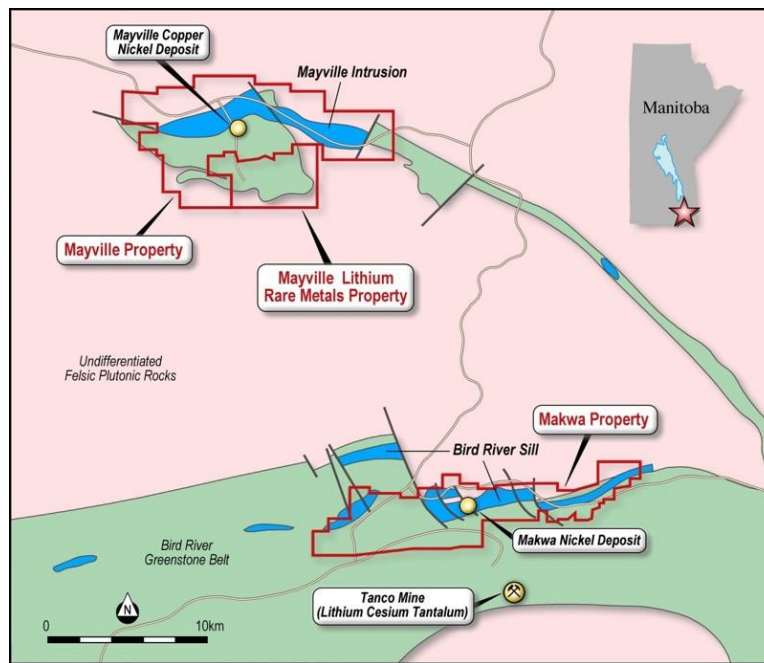 Mayville Copper
Nickel Deposit
Mayville Intrusion
Manitoba
Mayville Property
Mayville Lithium
Rare Metals Property
Undifferentiated
Felsic Plutonic Rocks
Makwa Property
Bird River Sill
Makwa Nickel Deposit
Bird River
Greenstone Belt
Tanco Mine
(Lithium Cesium Tantalum)
N
0 10km